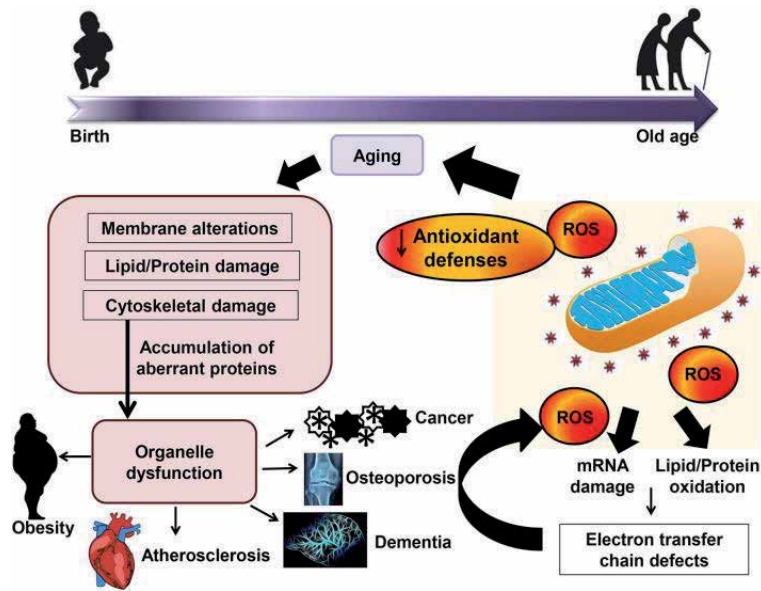 Birth
Old age
Aging
Membrane alterations
Lipid/Protein damage
Cytoskeletal damage
Accumulation of
aberrant proteins
↓ Antioxidant
defenses
ROS
ROS
ROS
mRNA
damage
Lipid/Protein
oxidation
Electron transfer
chain defects
Organelle
dysfunction
Cancer
Osteoporosis
Dementia
Atherosclerosis
Obesity